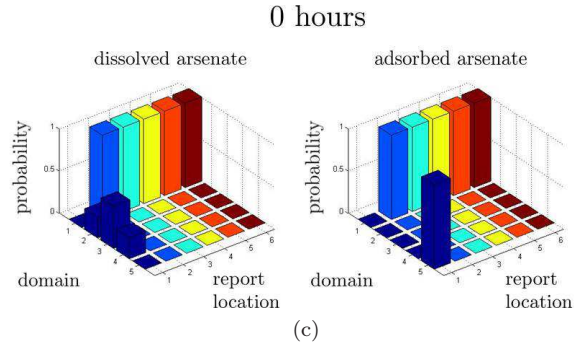 0 hours
dissolved arsenate
adsorbed arsenate
probability
1
0.5
0
1
2
3
4
5
domain
1
2
3
4
5
6
report
location
probability
1
0.5
0
1
2
3
4
5
domain
1
2
3
4
5
6
report
location
(c)